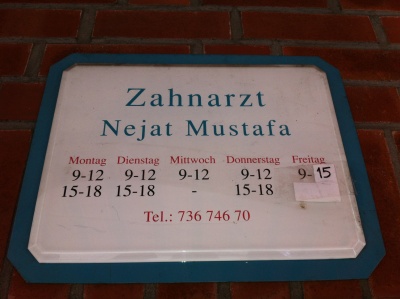 Zahnarzt
Nejat Mustafa
Montag Dienstag Mittwoch Donnerstag Freitag
9-12 9-12 9-12 9-12 9-15
15-18 15-18 - 15-18
Tel.: 736 746 70